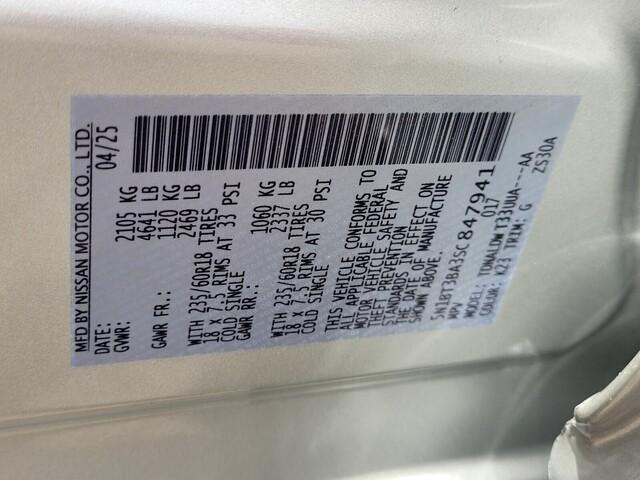 MFD BY NISSAN MOTOR CO., LTD.
DATE: 04/25
GVWR: 2105 KG
4641 LB
GAWR FR.: 1120 KG
2469 LB
WITH 235/60R18 TIRES
18 X 7.5 RIMS AT 33 PSI
COLD SINGLE
GAWR RR.: 1060 KG
2337 LB
WITH 235/60R18 TIRES
18 X 7.5 RIMS AT 30 PSI
COLD SINGLE
THIS VEHICLE CONFORMS TO
ALL APPLICABLE FEDERAL
MOTOR VEHICLE SAFETY AND
THEFT PREVENTION
STANDARDS IN EFFECT ON
THE DATE OF MANUFACTURE
SHOWN ABOVE.
5N1BT3BA3SC847941
MPV 017
MODEL: TDNALDWT33UUA---AA
COLOR: K23 TRIM: G ZS30A